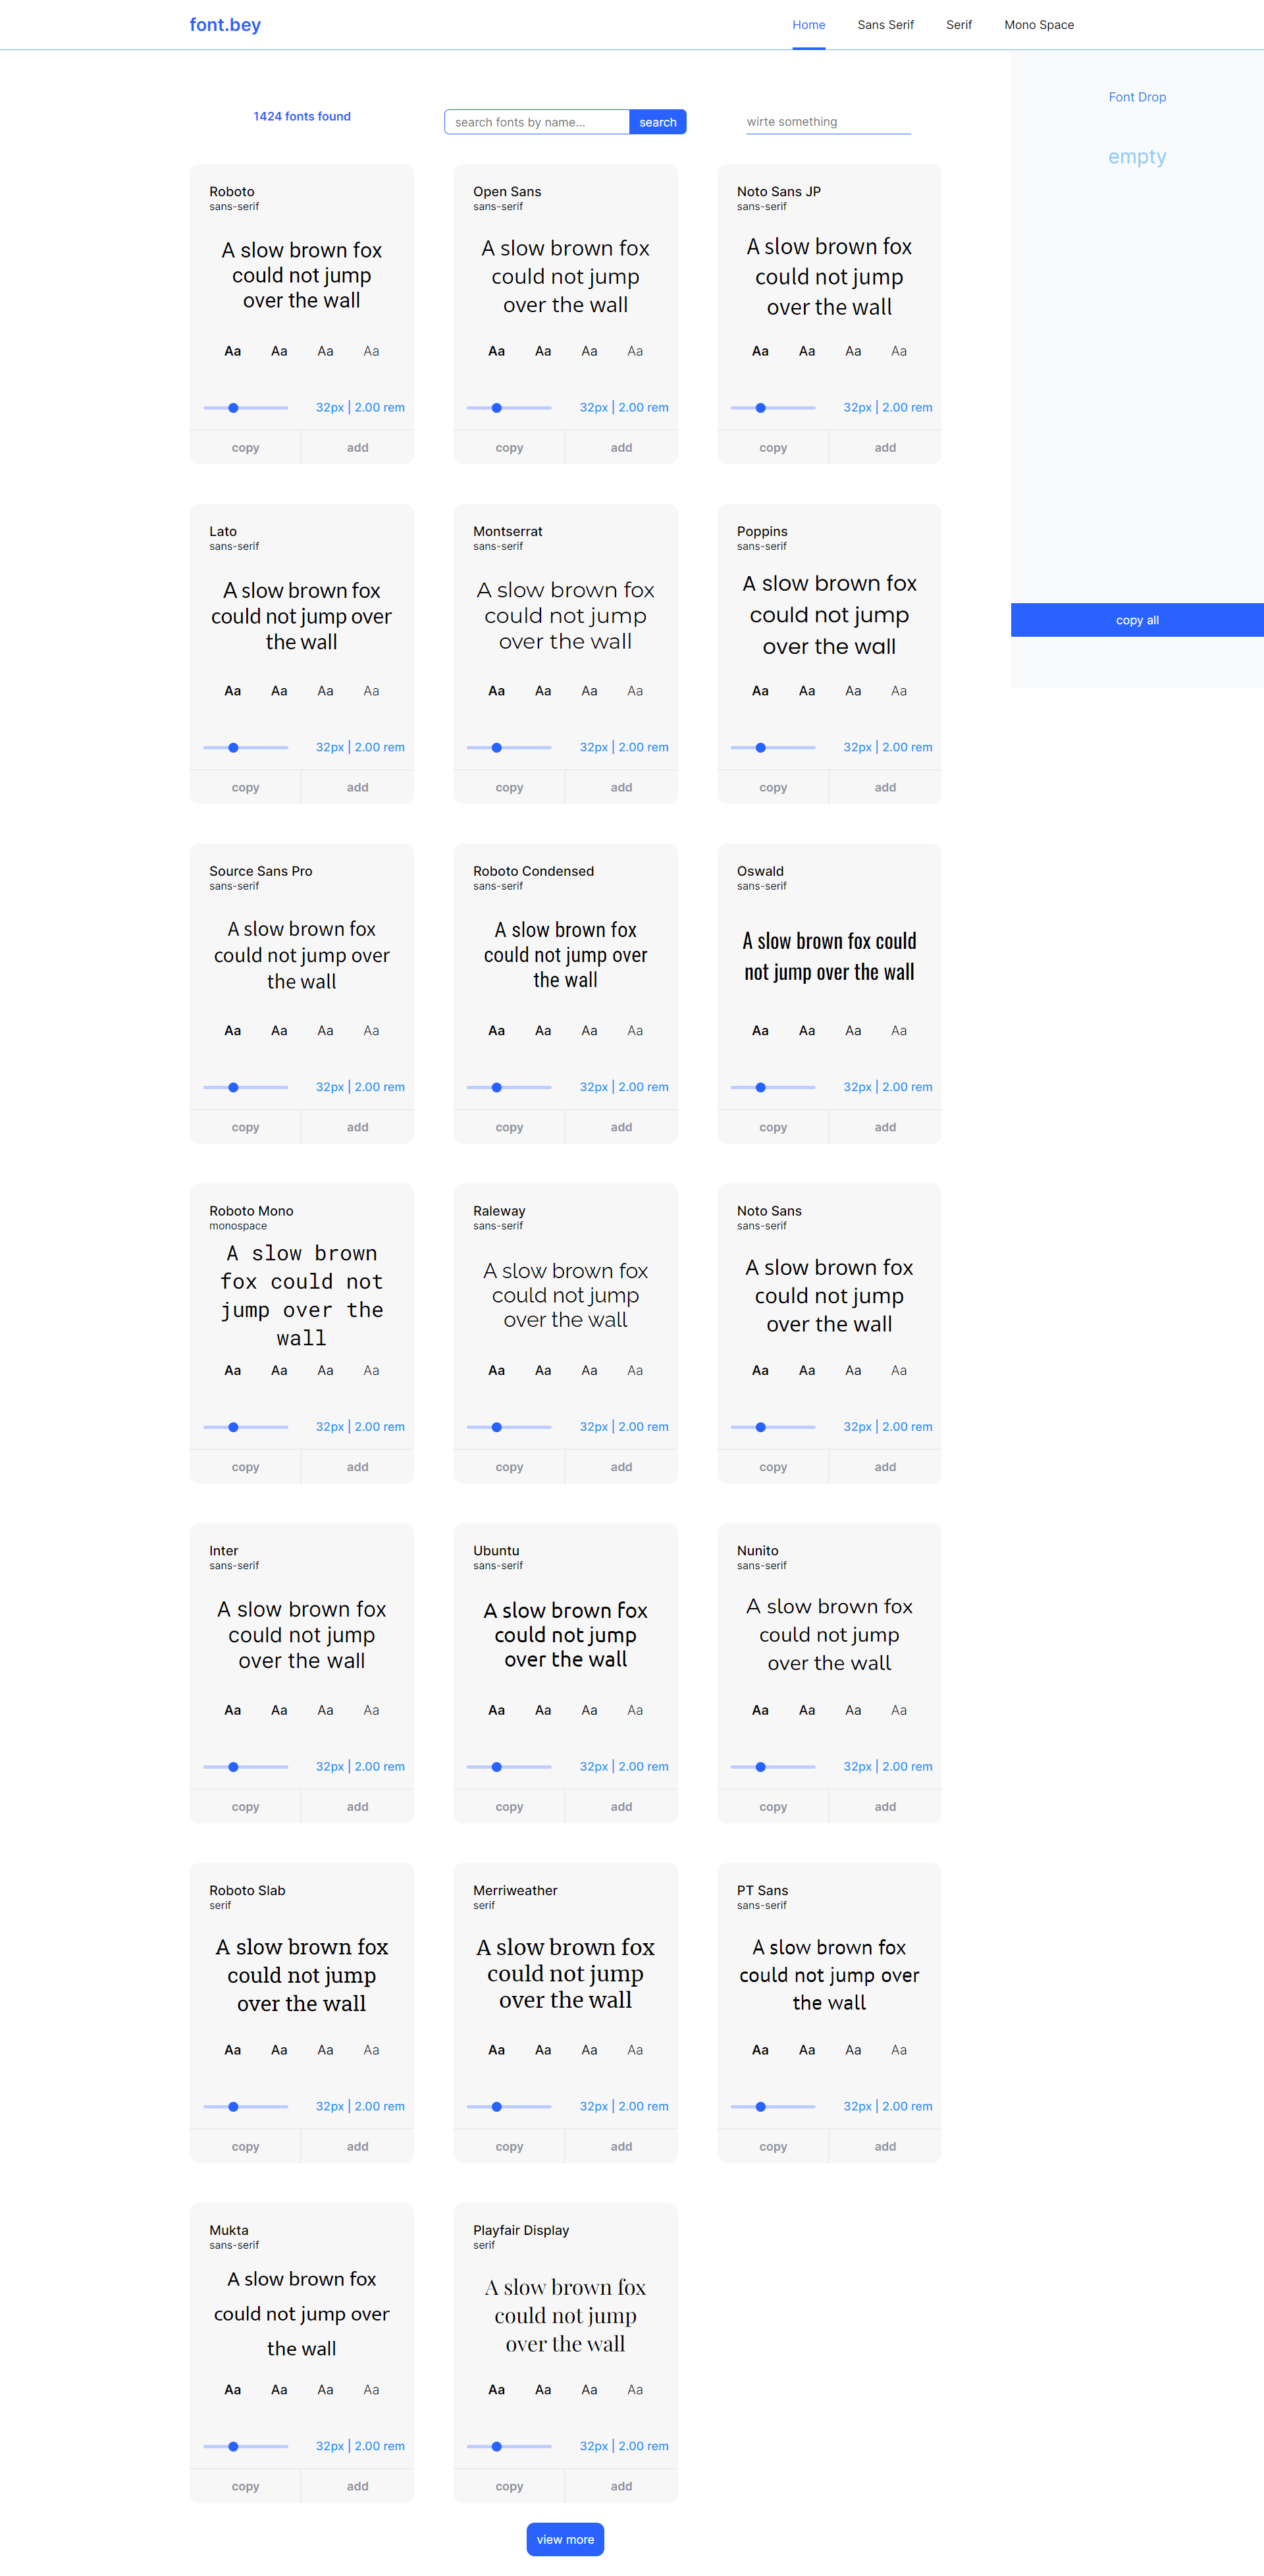 font.bey
Home Sans Serif Serif Mono Space
Font Drop
empty
copy all
1424 fonts found
search fonts by name...
search
wirte something
Roboto
sans-serif
A slow brown fox
could not jump
over the wall
Aa Aa Aa Aa
32px | 2.00 rem
copy add
Open Sans
sans-serif
A slow brown fox
could not jump
over the wall
Aa Aa Aa Aa
32px | 2.00 rem
copy add
Noto Sans JP
sans-serif
A slow brown fox
could not jump
over the wall
Aa Aa Aa Aa
32px | 2.00 rem
copy add
Lato
sans-serif
A slow brown fox
could not jump over
the wall
Aa Aa Aa Aa
32px | 2.00 rem
copy add
Montserrat
sans-serif
A slow brown fox
could not jump
over the wall
Aa Aa Aa Aa
32px | 2.00 rem
copy add
Poppins
sans-serif
A slow brown fox
could not jump
over the wall
Aa Aa Aa Aa
32px | 2.00 rem
copy add
Source Sans Pro
sans-serif
A slow brown fox
could not jump over
the wall
Aa Aa Aa Aa
32px | 2.00 rem
copy add
Roboto Condensed
sans-serif
A slow brown fox
could not jump over
the wall
Aa Aa Aa Aa
32px | 2.00 rem
copy add
Oswald
sans-serif
A slow brown fox could
not jump over the wall
Aa Aa Aa Aa
32px | 2.00 rem
copy add
Roboto Mono
monospace
A slow brown
fox could not
jump over the
wall
Aa Aa Aa Aa
32px | 2.00 rem
copy add
Raleway
sans-serif
A slow brown fox
could not jump
over the wall
Aa Aa Aa Aa
32px | 2.00 rem
copy add
Noto Sans
sans-serif
A slow brown fox
could not jump
over the wall
Aa Aa Aa Aa
32px | 2.00 rem
copy add
Inter
sans-serif
A slow brown fox
could not jump
over the wall
Aa Aa Aa Aa
32px | 2.00 rem
copy add
Ubuntu
sans-serif
A slow brown fox
could not jump
over the wall
Aa Aa Aa Aa
32px | 2.00 rem
copy add
Nunito
sans-serif
A slow brown fox
could not jump
over the wall
Aa Aa Aa Aa
32px | 2.00 rem
copy add
Roboto Slab
serif
A slow brown fox
could not jump
over the wall
Aa Aa Aa Aa
32px | 2.00 rem
copy add
Merriweather
serif
A slow brown fox
could not jump
over the wall
Aa Aa Aa Aa
32px | 2.00 rem
copy add
PT Sans
sans-serif
A slow brown fox
could not jump over
the wall
Aa Aa Aa Aa
32px | 2.00 rem
copy add
Mukta
sans-serif
A slow brown fox
could not jump over
the wall
Aa Aa Aa Aa
32px | 2.00 rem
copy add
Playfair Display
serif
A slow brown fox
could not jump
over the wall
Aa Aa Aa Aa
32px | 2.00 rem
copy add
view more